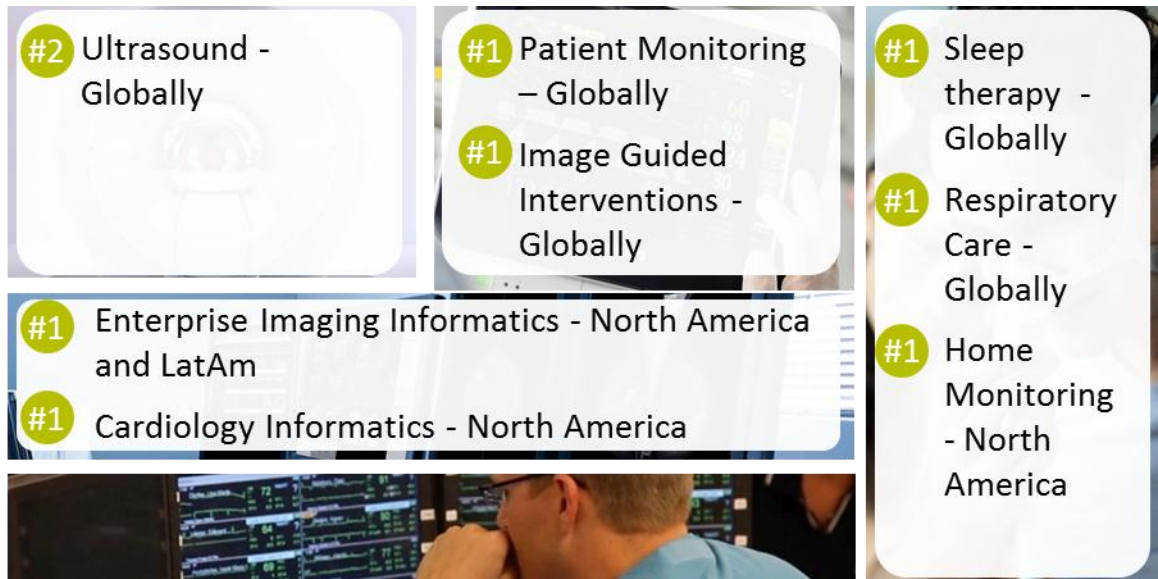 #2 Ultrasound -
Globally
#1 Patient Monitoring
– Globally
#1 Image Guided
Interventions -
Globally
#1 Enterprise Imaging Informatics - North America
and LatAm
#1 Cardiology Informatics - North America
#1 Sleep
therapy -
Globally
#1 Respiratory
Care -
Globally
#1 Home
Monitoring
- North
America